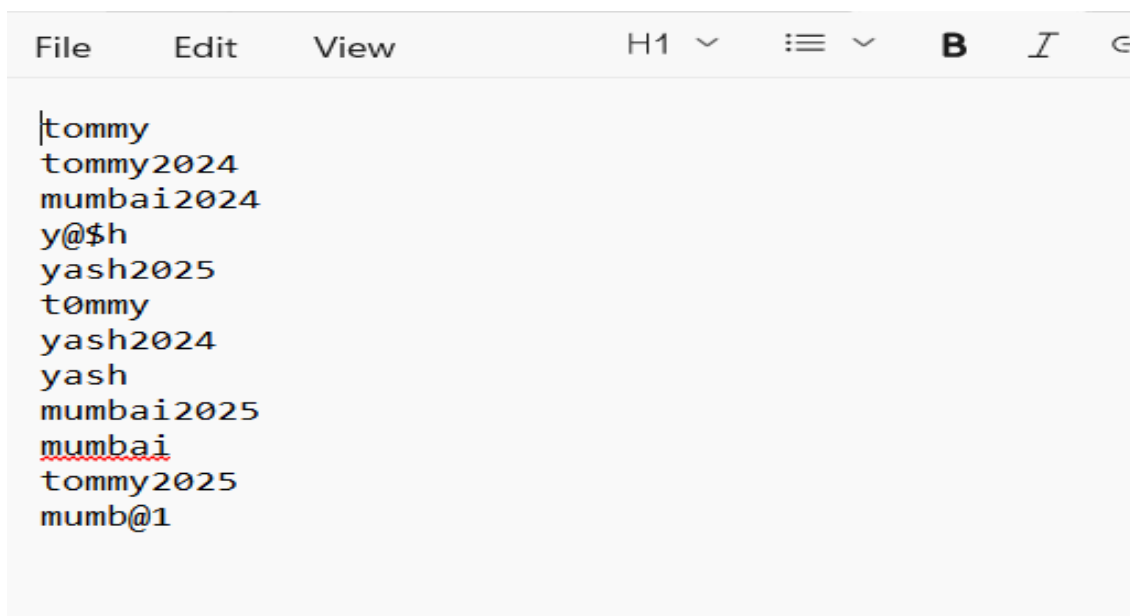 File Edit View H1 B I
tommy
tommy2024
mumbai2024
y@$h
yash2025
t0mmy
yash2024
yash
mumbai2025
mumbai
tommy2025
mumb@1